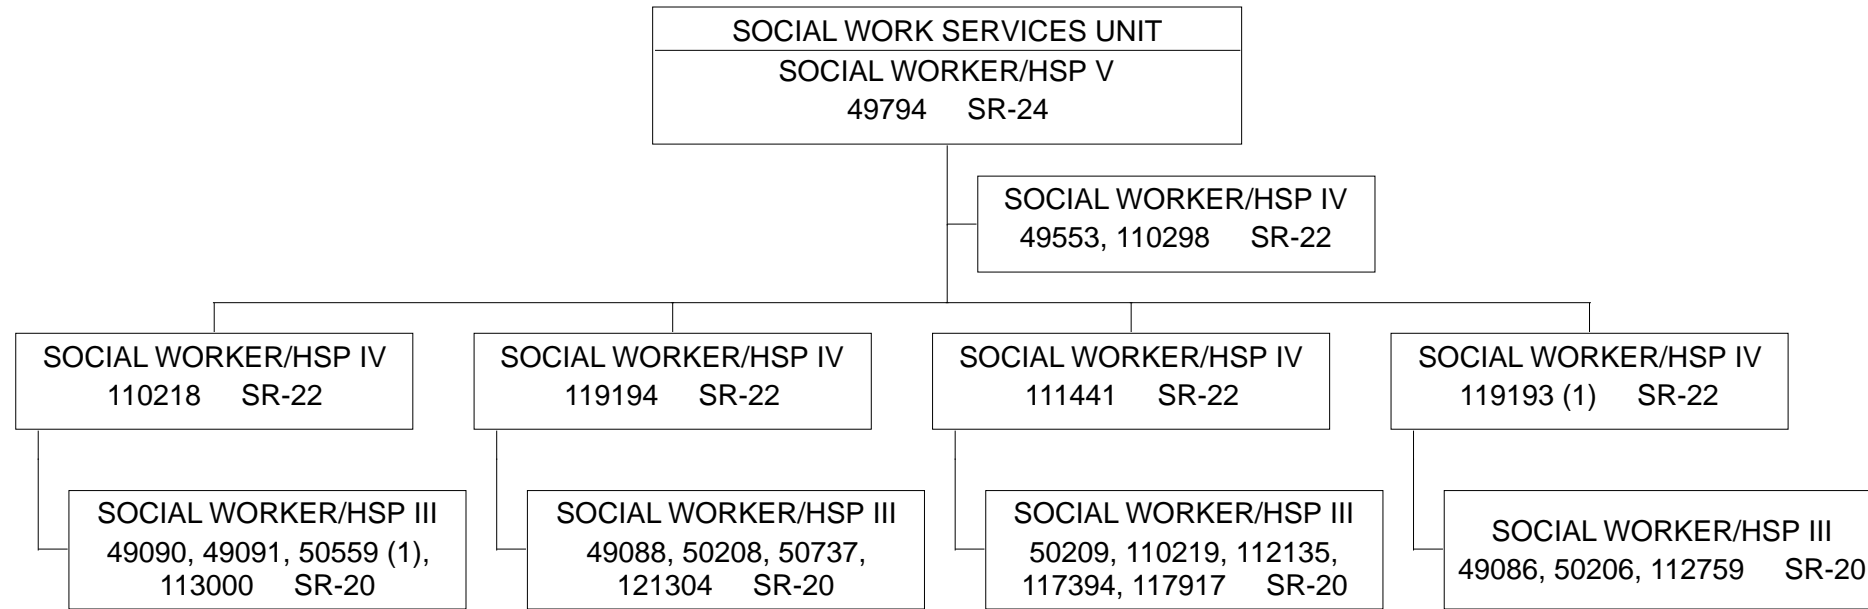 SOCIAL WORK SERVICES UNIT
SOCIAL WORKER/HSP V
49794 SR-24
SOCIAL WORKER/HSP IV
49553, 110298 SR-22
SOCIAL WORKER/HSP IV
110218 SR-22
SOCIAL WORKER/HSP IV
119194 SR-22
SOCIAL WORKER/HSP IV
111441 SR-22
SOCIAL WORKER/HSP IV
119193 (1) SR-22
SOCIAL WORKER/HSP III
49090, 49091, 50559 (1),
113000 SR-20
SOCIAL WORKER/HSP III
49088, 50208, 50737,
121304 SR-20
SOCIAL WORKER/HSP III
50209, 110219, 112135,
117394, 117917 SR-20
SOCIAL WORKER/HSP III
49086, 50206, 112759 SR-20